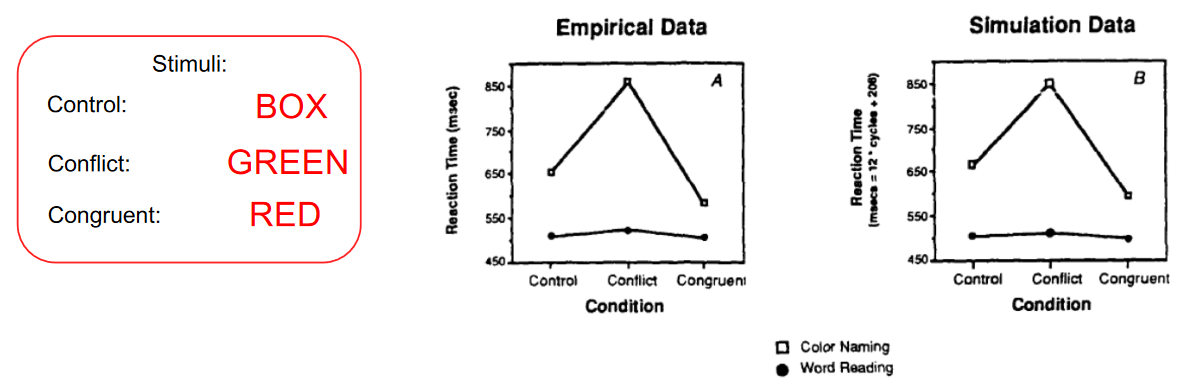 Stimuli:
Control: BOX
Conflict: GREEN
Congruent: RED
Empirical Data
A
Reaction Time (msec)
850
750
650
550
450
Control Conflict Congruent
Condition
Simulation Data
B
Reaction Time
(msecs = 12 * cycles + 206)
850
750
650
550
450
Control Conflict Congruent
Condition
Color Naming
Word Reading